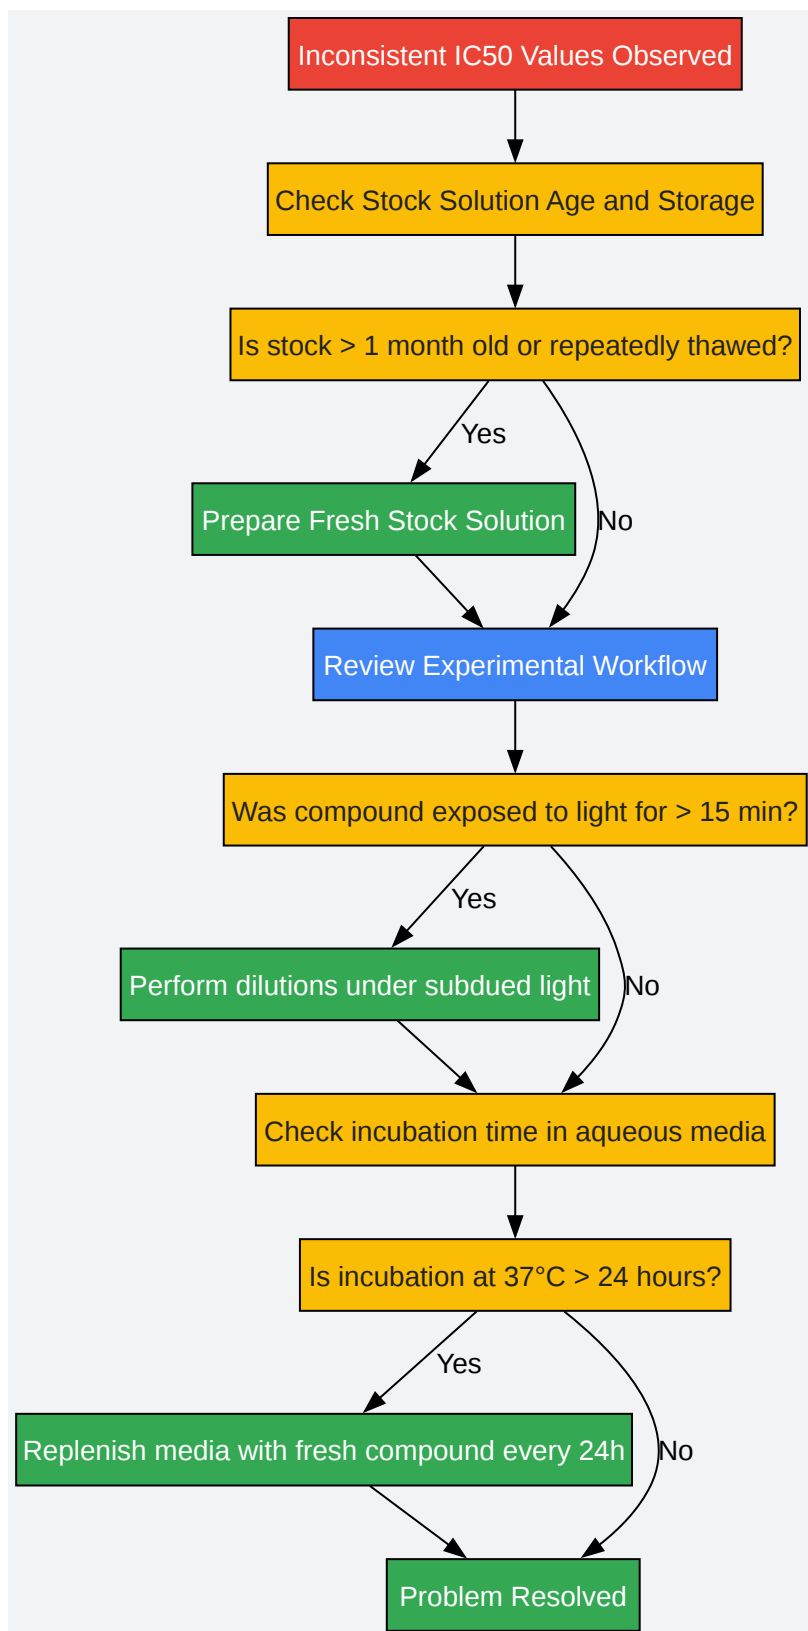 Inconsistent IC50 Values Observed
Check Stock Solution Age and Storage
Is stock > 1 month old or repeatedly thawed?
Yes
Prepare Fresh Stock Solution
No
Review Experimental Workflow
Was compound exposed to light for > 15 min?
Yes
Perform dilutions under subdued light
No
Check incubation time in aqueous media
Is incubation at 37°C > 24 hours?
Yes
Replenish media with fresh compound every 24h
No
Problem Resolved